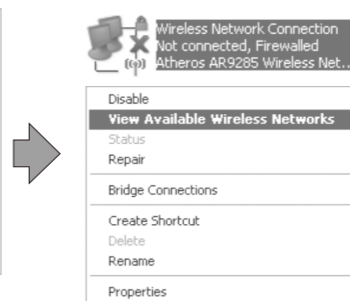 Wireless Network Connection
Not connected, Firewalled
Atheros AR9285 Wireless Net...
Disable
View Available Wireless Networks
Status
Repair
Bridge Connections
Create Shortcut
Delete
Rename
Properties